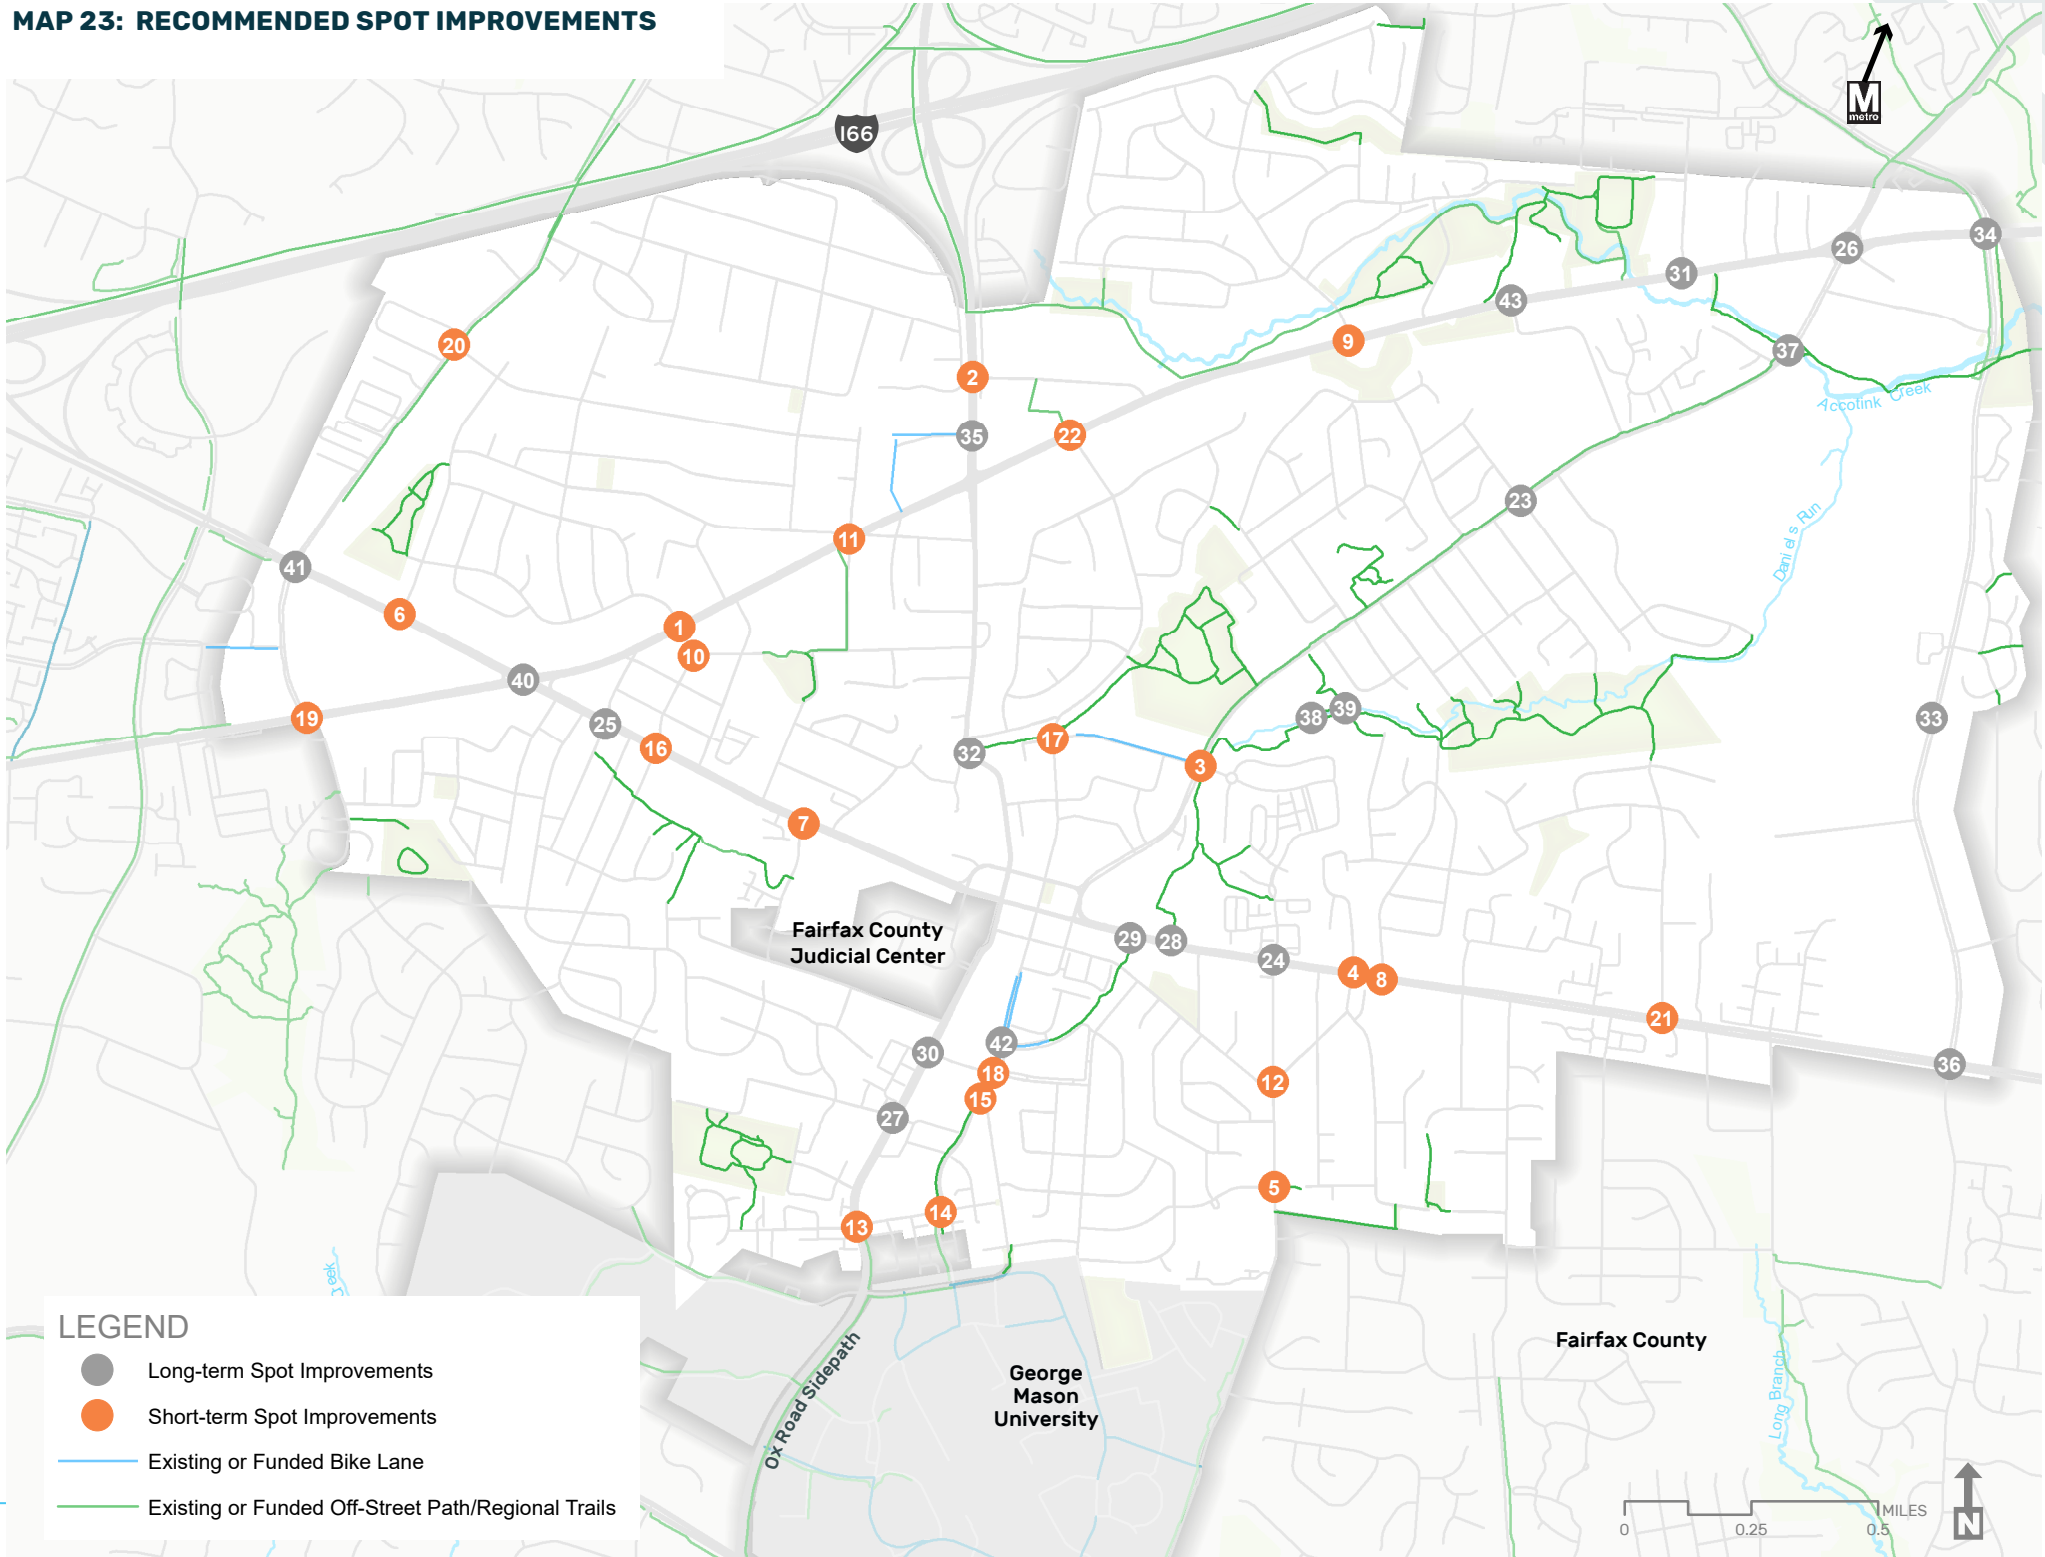 MAP 23: RECOMMENDED SPOT IMPROVEMENTS
M
metro
I66
34
26
31
43
20
9
37
2
Accotink Creek
35
22
23
11
Daniels Run
41
6
1
10
40
19
25
16
32
17
3
38
39
33
7
Fairfax County
Judicial Center
29
28
24
4
8
21
42
30
18
36
15
12
27
5
14
13
Creek
LEGEND
Long-term Spot Improvements
Short-term Spot Improvements
Existing or Funded Bike Lane
Existing or Funded Off-Street Path/Regional Trails
Ox Road Sidepath
George
Mason
University
Fairfax County
Long Branch
MILES
0
0.25
0.5
N